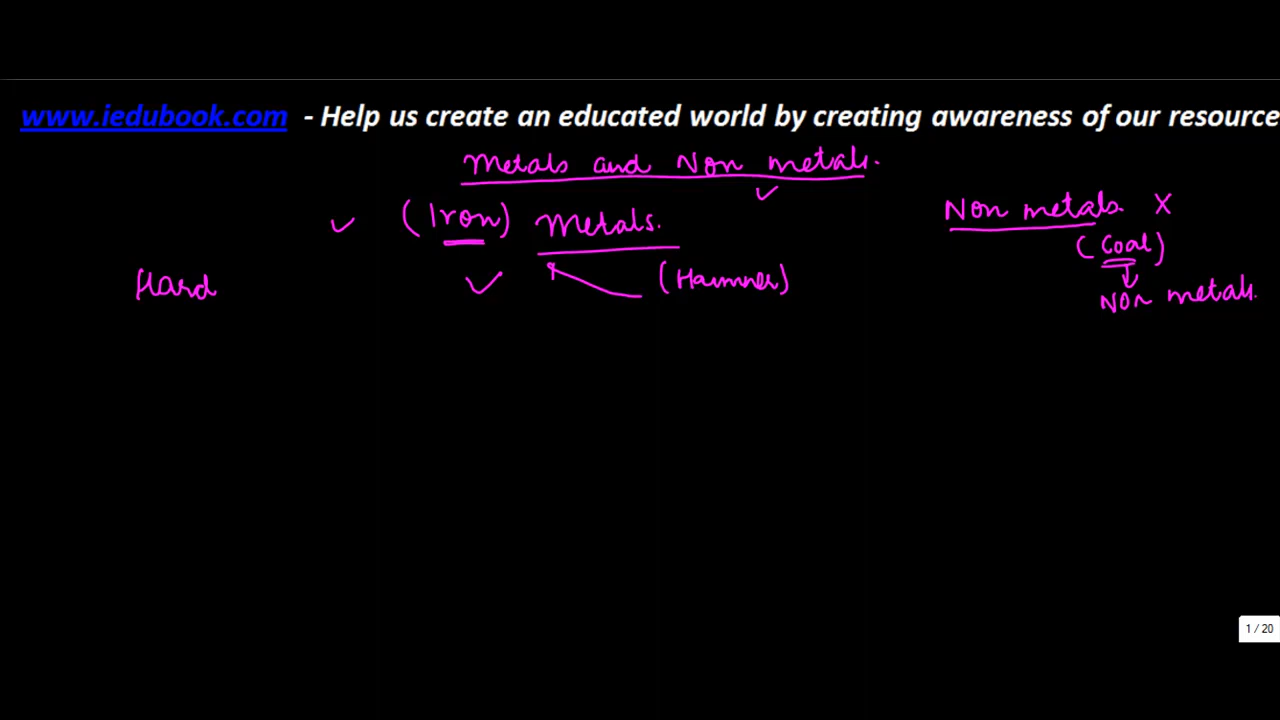 www.iedubook.com - Help us create an educated world by creating awareness of our resource
Metals and Non metals.
(Iron) Metals.
Non metals X
(Coal)
Hard
(Hammer)
Non metals.
1 / 20